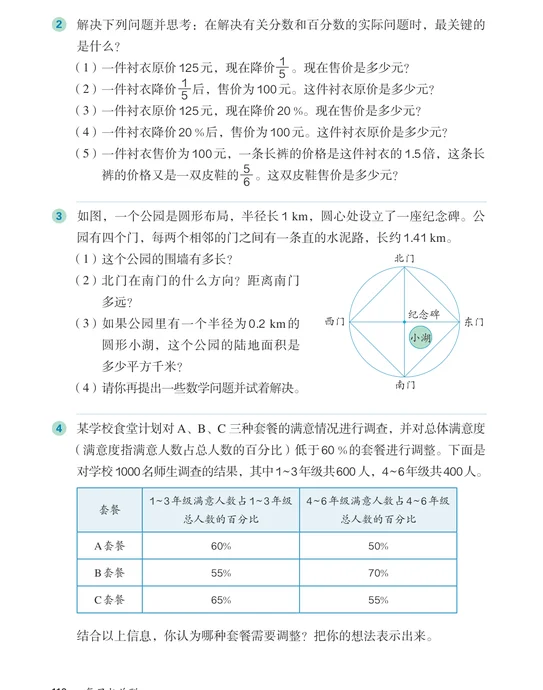 2 解决下列问题并思考：在解决有关分数和百分数的实际问题时，最关键的
是什么？
（1）一件衬衣原价125元，现在降价1/5。现在售价是多少元？
（2）一件衬衣降价1/5后，售价为100元。这件衬衣原价是多少元？
（3）一件衬衣原价125元，现在降价20%。现在售价是多少元？
（4）一件衬衣降价20%后，售价为100元。这件衬衣原价是多少元？
（5）一件衬衣售价为100元，一条长裤的价格是这件衬衣的1.5倍，这条长
裤的价格又是一双皮鞋的5/6。这双皮鞋售价是多少元？
3 如图，一个公园是圆形布局，半径长1 km，圆心处设立了一座纪念碑。公
园有四个门，每两个相邻的门之间有一条直的水泥路，长约1.41 km。
（1）这个公园的围墙有多长？
（2）北门在南门的什么方向？距离南门
多远？
（3）如果公园里有一个半径为0.2 km的
圆形小湖，这个公园的陆地面积是
多少平方千米？
（4）请你再提出一些数学问题并试着解决。
北门
西门
纪念碑
东门
小湖
南门
4 某学校食堂计划对A、B、C三种套餐的满意情况进行调查，并对总体满意度
（满意度指满意人数占总人数的百分比）低于60%的套餐进行调整。下面是
对学校1000名师生调查的结果，其中1~3年级共600人，4~6年级共400人。
套餐 1~3年级满意人数占1~3年级 4~6年级满意人数占4~6年级
总人数的百分比 总人数的百分比
A套餐 60% 50%
B套餐 55% 70%
C套餐 65% 55%
结合以上信息，你认为哪种套餐需要调整？把你的想法表示出来。